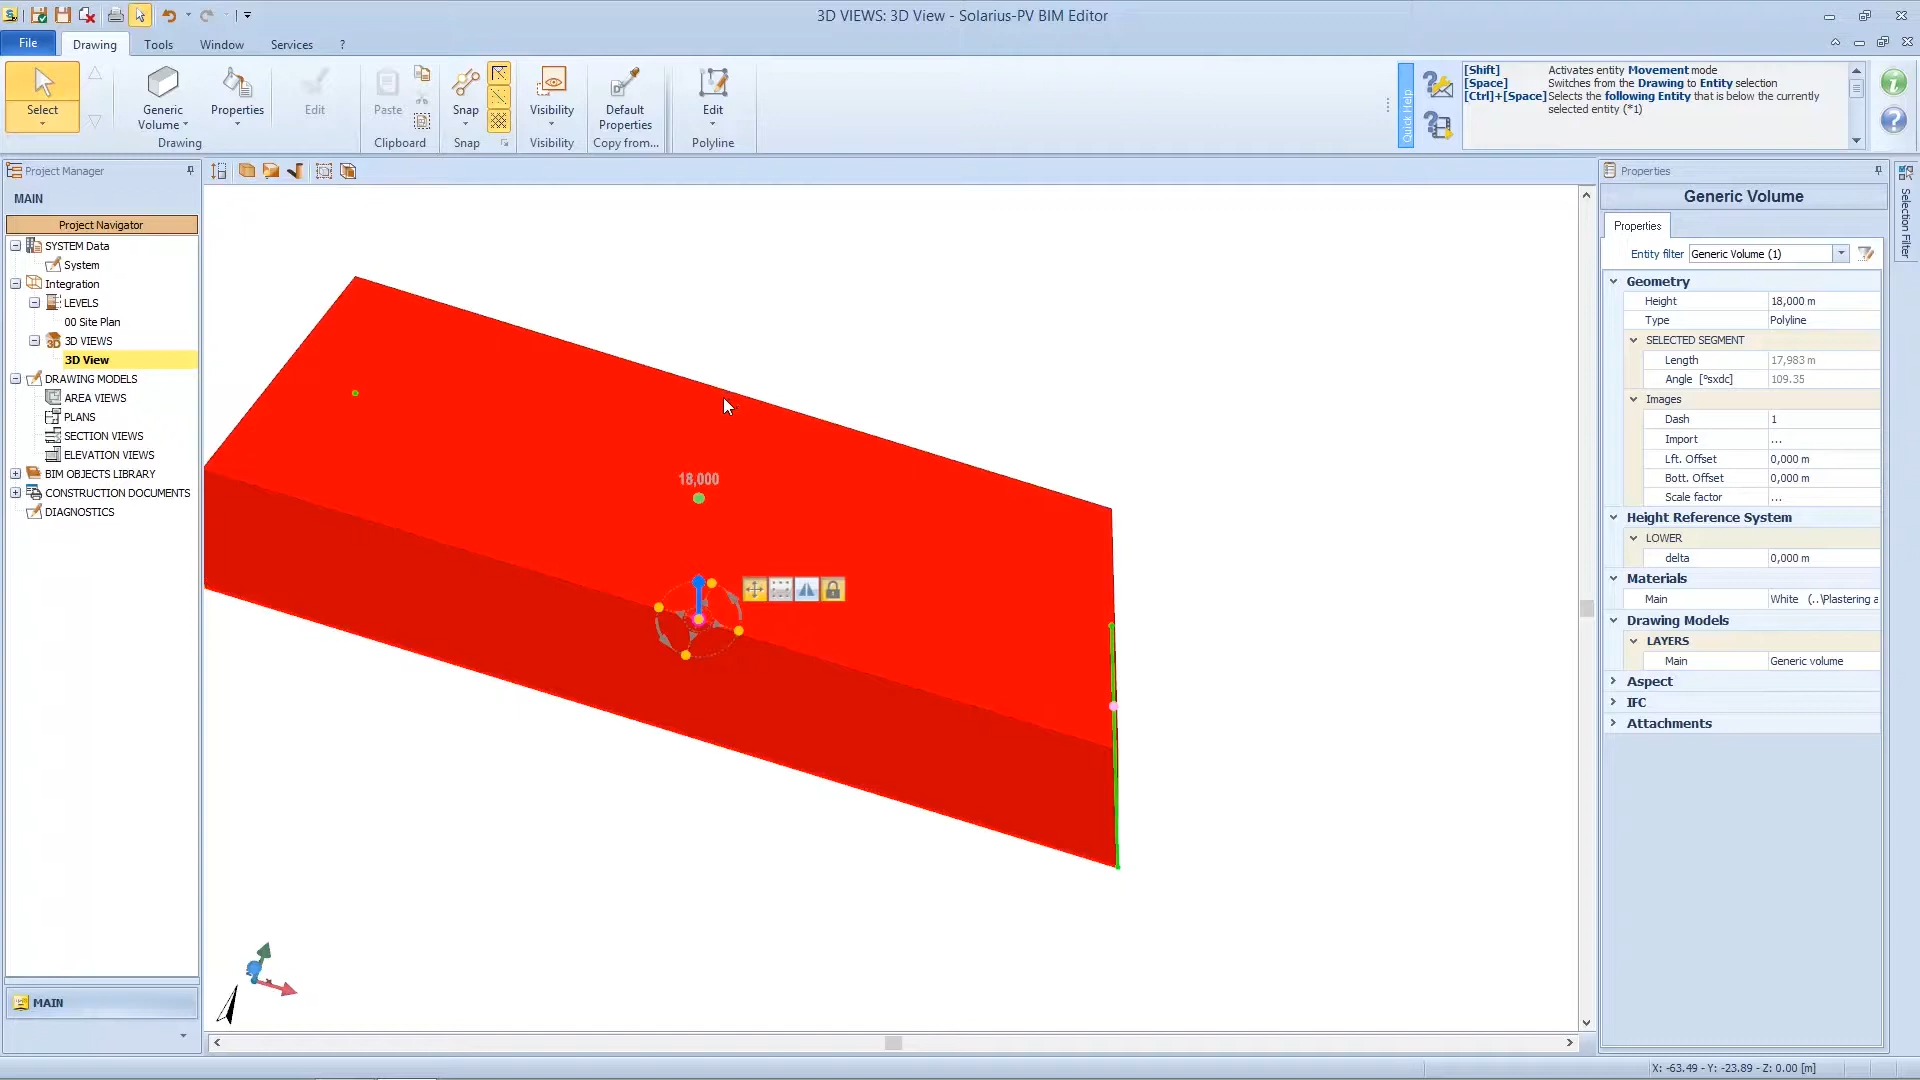 3D VIEWS: 3D View - Solarius-PV BIM Editor
File
Drawing
Tools
Window
Services
?
Select
Generic
Volume
Properties
Edit
Drawing
Paste
Clipboard
Snap
Snap
Visibility
Visibility
Default
Properties
Copy from...
Edit
Polyline
Quick Help
[Shift] Activates entity Movement mode
[Space] Switches from the Drawing to Entity selection
[Ctrl]+[Space] Selects the following Entity that is below the currently
selected entity (*1)
Project Manager
MAIN
Project Navigator
SYSTEM Data
System
Integration
LEVELS
00 Site Plan
3D VIEWS
3D View
DRAWING MODELS
AREA VIEWS
PLANS
SECTION VIEWS
ELEVATION VIEWS
BIM OBJECTS LIBRARY
CONSTRUCTION DOCUMENTS
DIAGNOSTICS
MAIN
18,000
Properties
Generic Volume
Properties
Entity filter Generic Volume (1)
Geometry
Height 18,000 m
Type Polyline
SELECTED SEGMENT
Length 17,983 m
Angle [°sxdc] 109.35
Images
Dash 1
Import ...
Lft. Offset 0,000 m
Bott. Offset 0,000 m
Scale factor ...
Height Reference System
LOWER
delta 0,000 m
Materials
Main White (..\Plastering a
Drawing Models
LAYERS
Main Generic volume
Aspect
IFC
Attachments
Selection Filter
X: -63.49 - Y: -23.89 - Z: 0.00 [m]